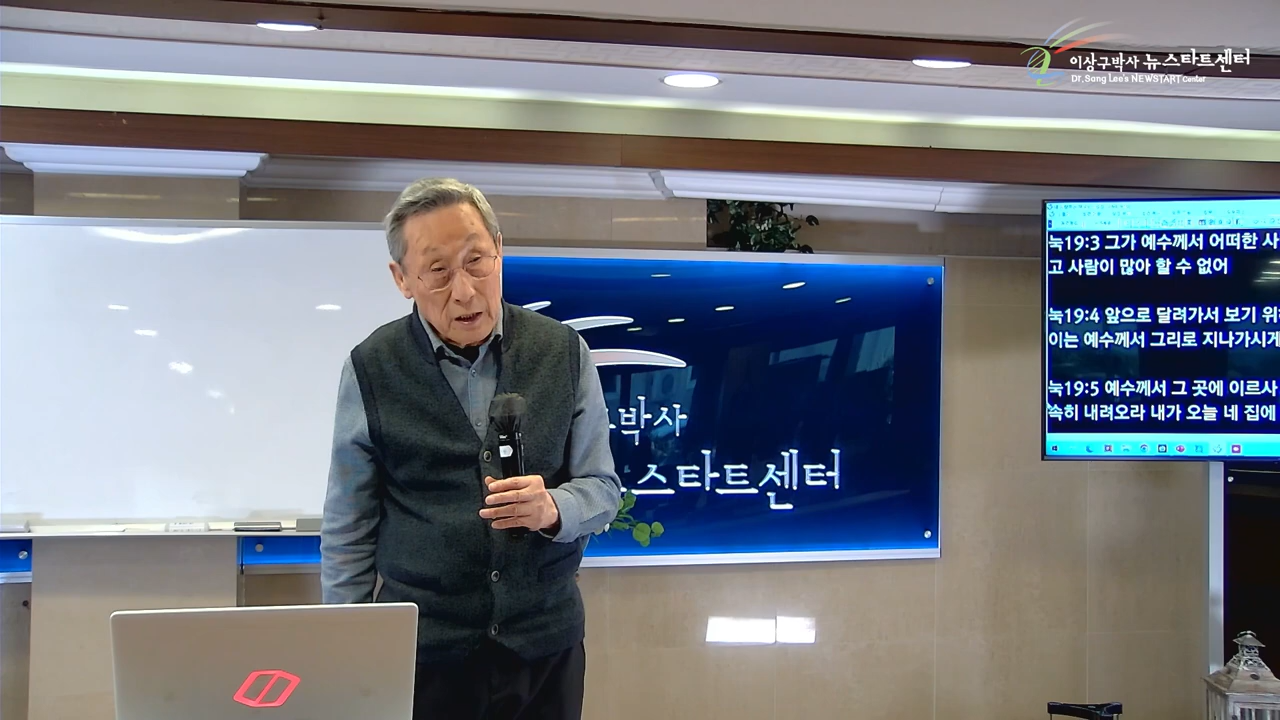 이상구박사 뉴스타트센터
Dr. Sang Lee's NEWSTART Center
눅19:3 그가 예수께서 어떠한 사
고 사람이 많아 할 수 없어
눅19:4 앞으로 달려가서 보기 위
이는 예수께서 그리로 지나가시게
눅19:5 예수께서 그 곳에 이르사
속히 내려오라 내가 오늘 네 집에
박사
스타트센터